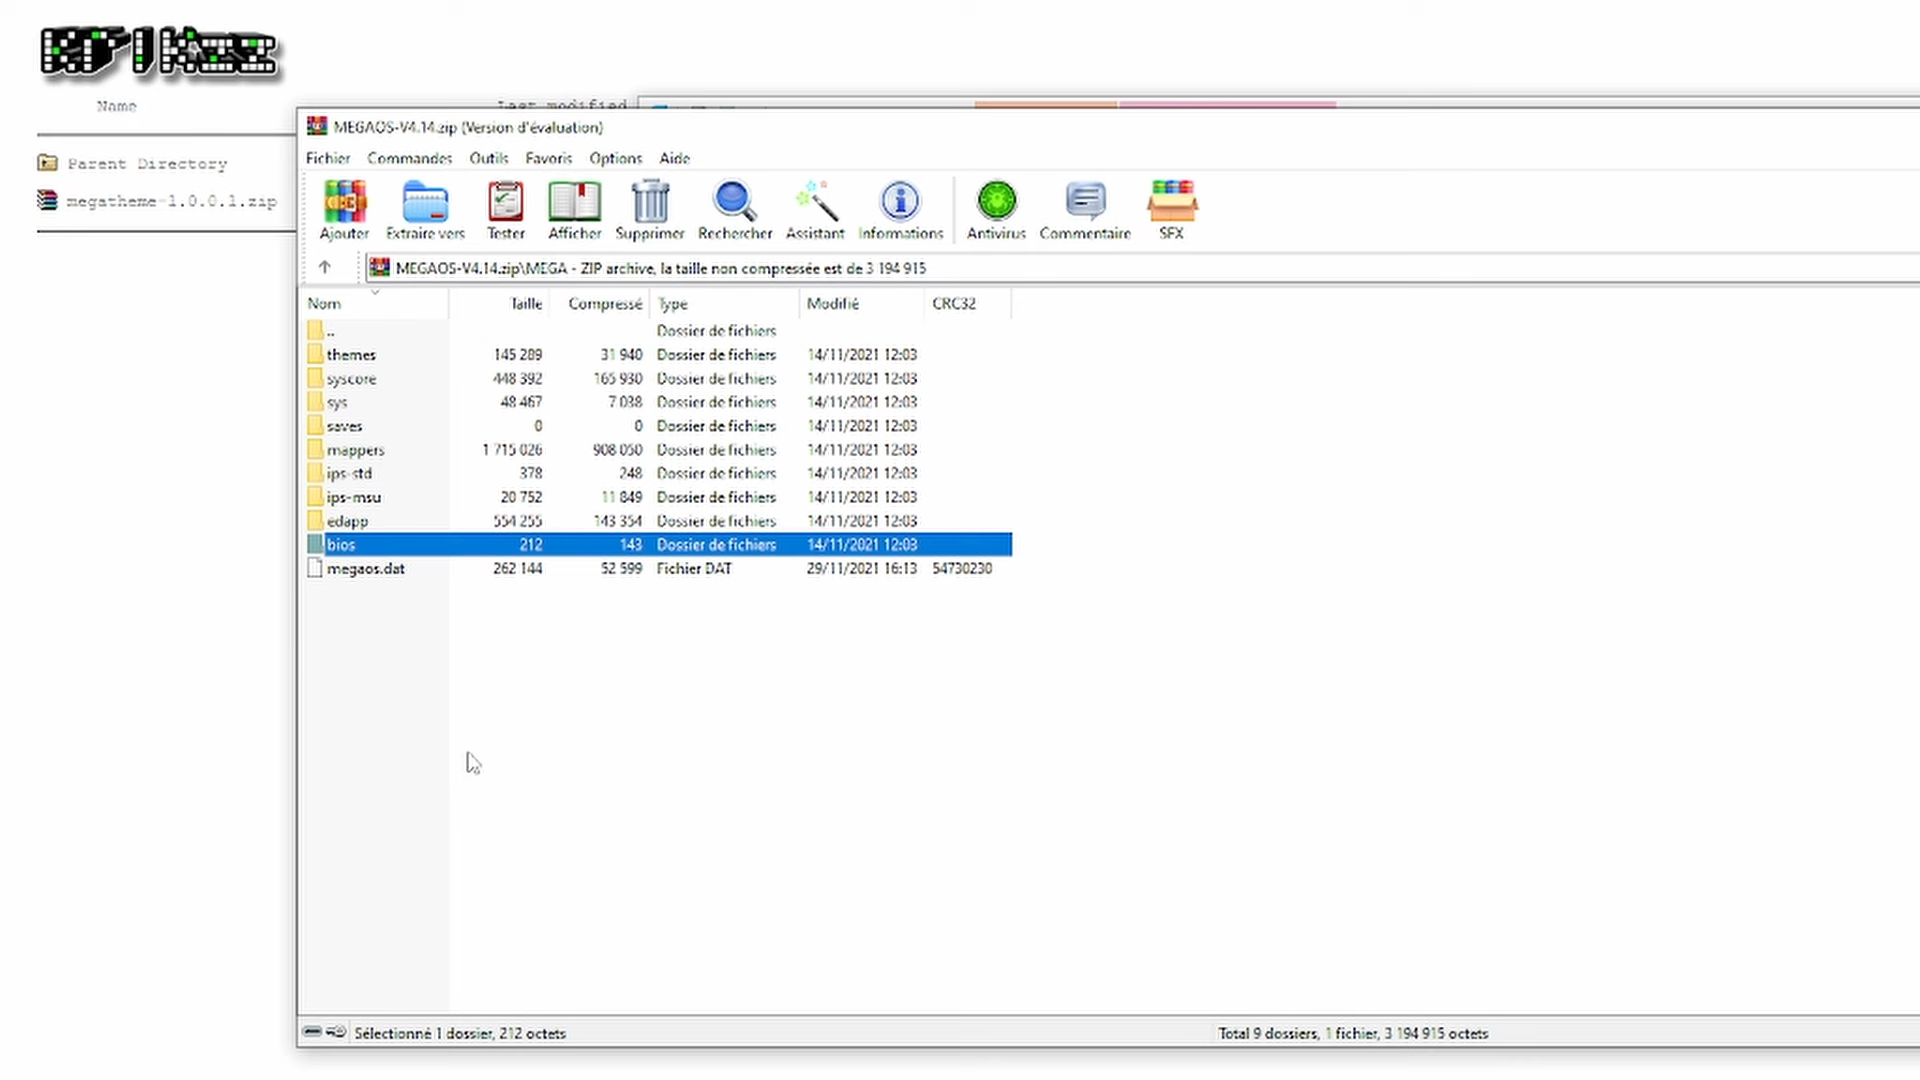 KRIKzz
Name
Last modified
Parent Directory
megatheme-1.0.0.1.zip
MEGAOS-V4.14.zip (Version d'évaluation)
Fichier Commandes Outils Favoris Options Aide
Ajouter Extraire vers Tester Afficher Supprimer Rechercher Assistant Informations Antivirus Commentaire SFX
MEGAOS-V4.14.zip\MEGA - ZIP archive, la taille non compressée est de 3 194 915
Nom Taille Compressé Type Modifié CRC32
.. Dossier de fichiers
themes 145 289 31 940 Dossier de fichiers 14/11/2021 12:03
syscore 448 392 165 930 Dossier de fichiers 14/11/2021 12:03
sys 48 467 7 038 Dossier de fichiers 14/11/2021 12:03
saves 0 0 Dossier de fichiers 14/11/2021 12:03
mappers 1 715 026 908 050 Dossier de fichiers 14/11/2021 12:03
ips-std 378 248 Dossier de fichiers 14/11/2021 12:03
ips-msu 20 752 11 849 Dossier de fichiers 14/11/2021 12:03
edapp 554 255 143 354 Dossier de fichiers 14/11/2021 12:03
bios 212 143 Dossier de fichiers 14/11/2021 12:03
megaos.dat 262 144 52 599 Fichier DAT 29/11/2021 16:13 54730230
Sélectionné 1 dossier, 212 octets
Total 9 dossiers, 1 fichier, 3 194 915 octets